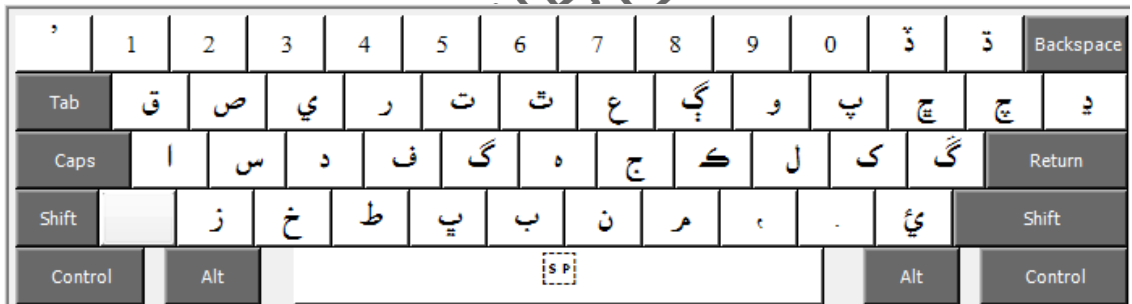 ’ 1 2 3 4 5 6 7 8 9 0 ڏ ڌ Backspace
Tab ق ص ي ر ت ٿ ع ڳ و پ ڇ چ ڍ
Caps ا س د ف گ ه ج ڪ ل ک ڱ Return
Shift ز خ ط ڀ ب ن م ، . ئ Shift
Control Alt SP Alt Control